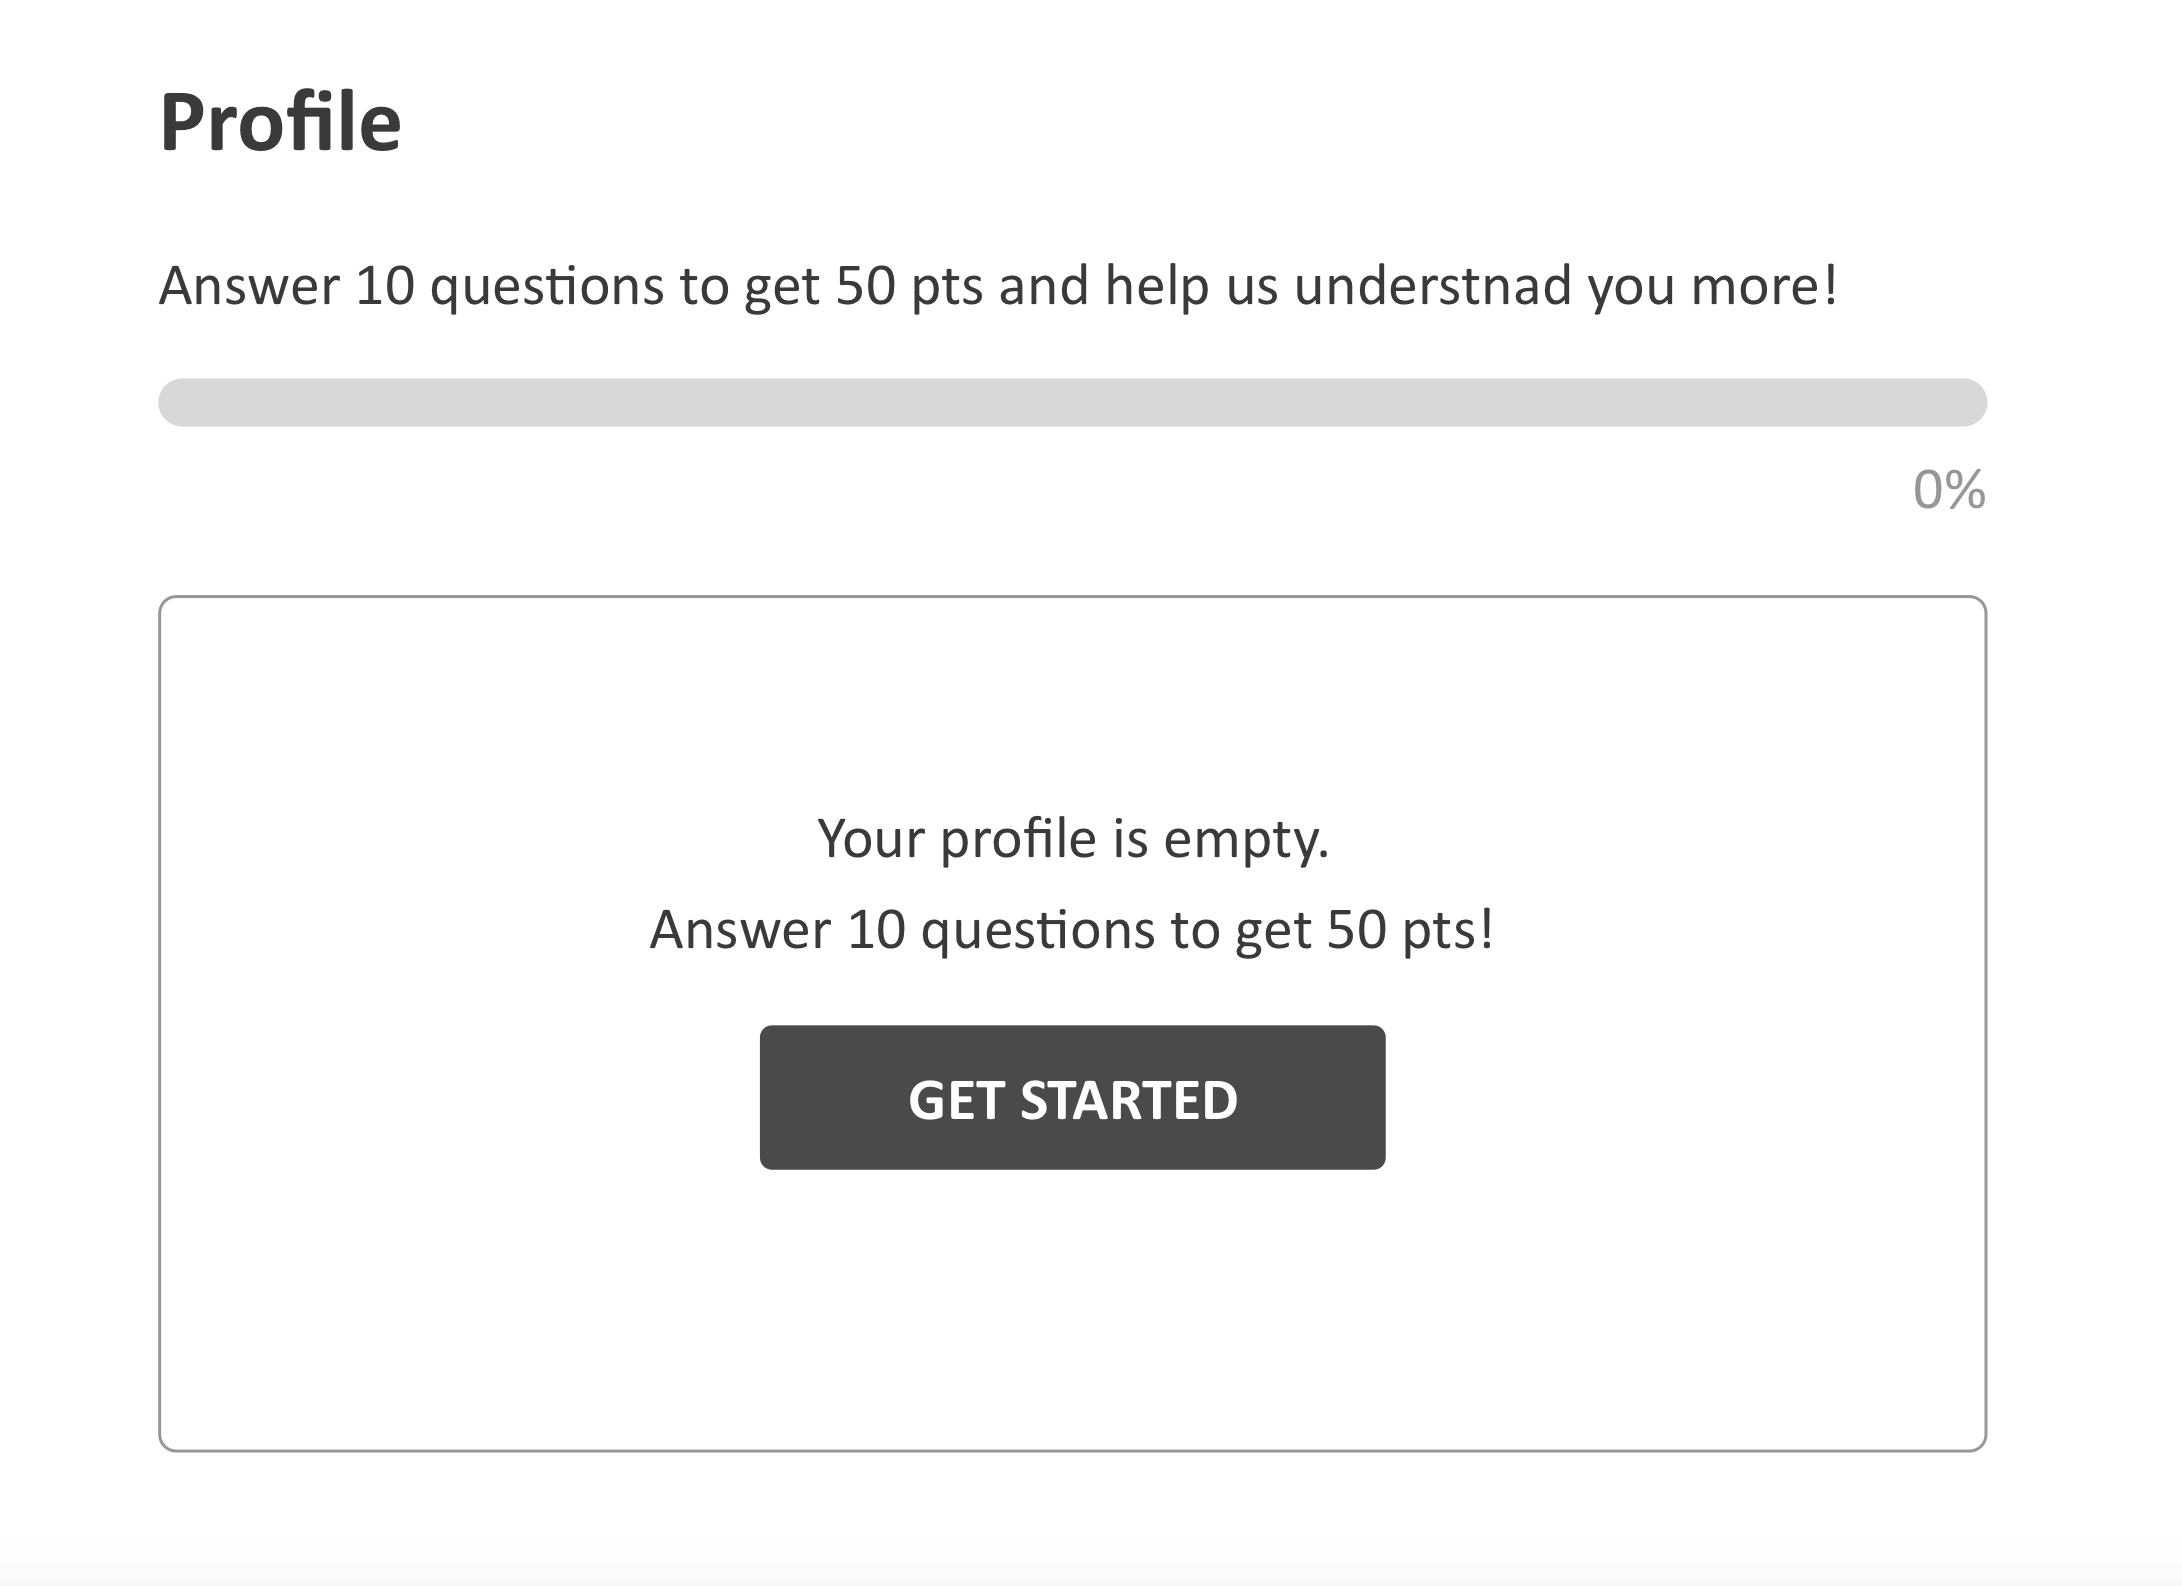 Profile
Answer 10 questions to get 50 pts and help us understnad you more!
0%
Your profile is empty.
Answer 10 questions to get 50 pts!
GET STARTED